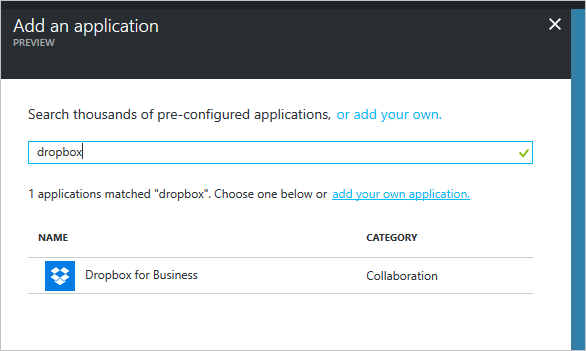 Add an application
PREVIEW
Search thousands of pre-configured applications, or add your own.
dropbox
1 applications matched "dropbox". Choose one below or add your own application.
NAME CATEGORY
Dropbox for Business Collaboration